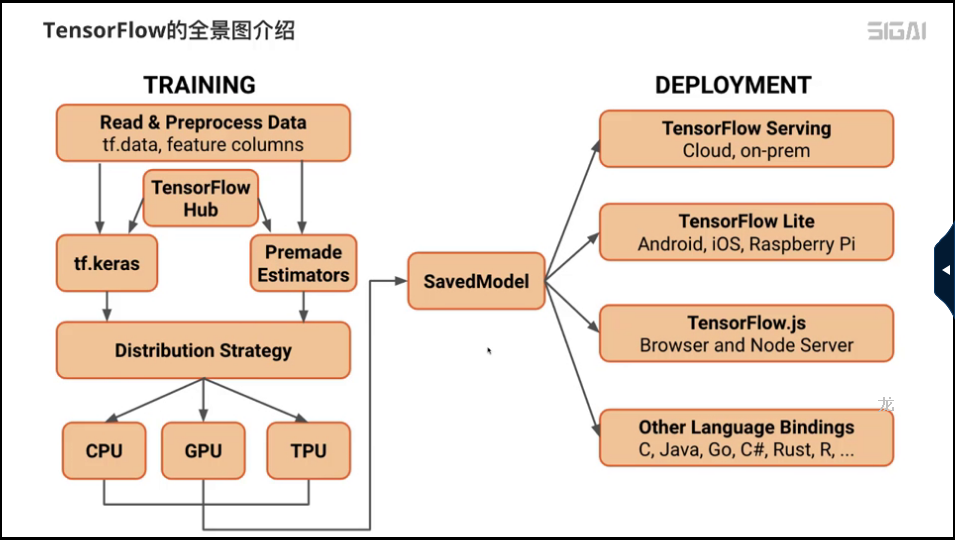 TensorFlow的全景图介绍
SIGAI
TRAINING
Read & Preprocess Data
tf.data, feature columns
TensorFlow
Hub
tf.keras
Premade
Estimators
Distribution Strategy
CPU
GPU
TPU
SavedModel
DEPLOYMENT
TensorFlow Serving
Cloud, on-prem
TensorFlow Lite
Android, iOS, Raspberry Pi
TensorFlow.js
Browser and Node Server
龙
Other Language Bindings
C, Java, Go, C#, Rust, R, ...